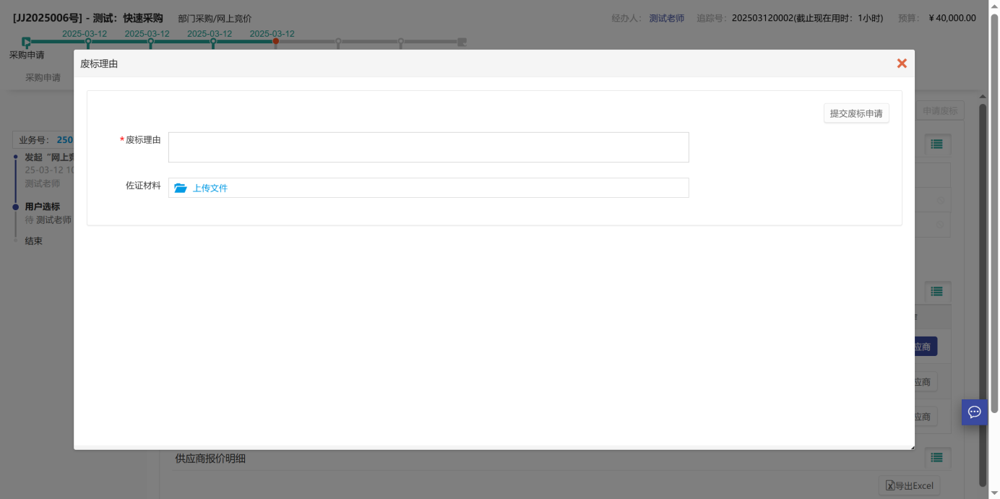 [JJ2025006号] - 测试：快速采购 部门采购/网上竞价 经办人： 测试老师 追踪号： 202503120002(截止现在用时：1小时) 预算： ￥40,000.00
2025-03-12 2025-03-12 2025-03-12 2025-03-12
采购申请
废标理由
采购申请
提交废标申请
申请废标
*废标理由
业务号： 250
发起“网上竞
25-03-12 10
测试老师
佐证材料 上传文件
用户选标
待 测试老师
结束
应商
应商
应商
供应商报价明细
导出Excel